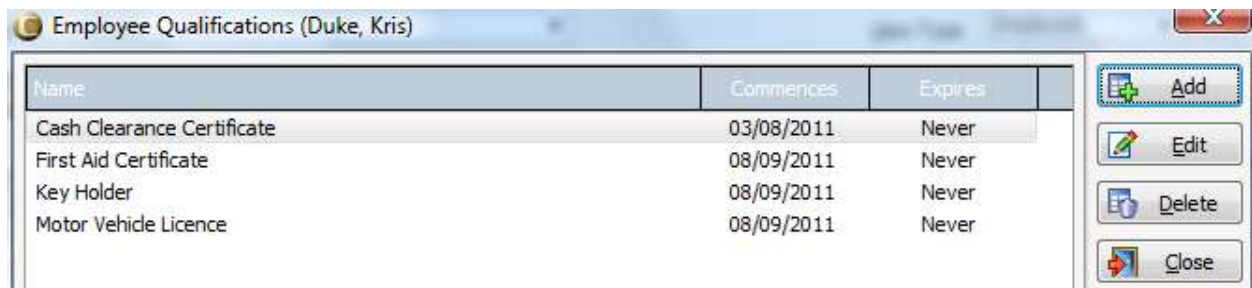 Employee Qualifications (Duke, Kris)
Name Commences Expires
Add
Cash Clearance Certificate 03/08/2011 Never
Edit
First Aid Certificate 08/09/2011 Never
Key Holder 08/09/2011 Never
Delete
Motor Vehicle Licence 08/09/2011 Never
Close